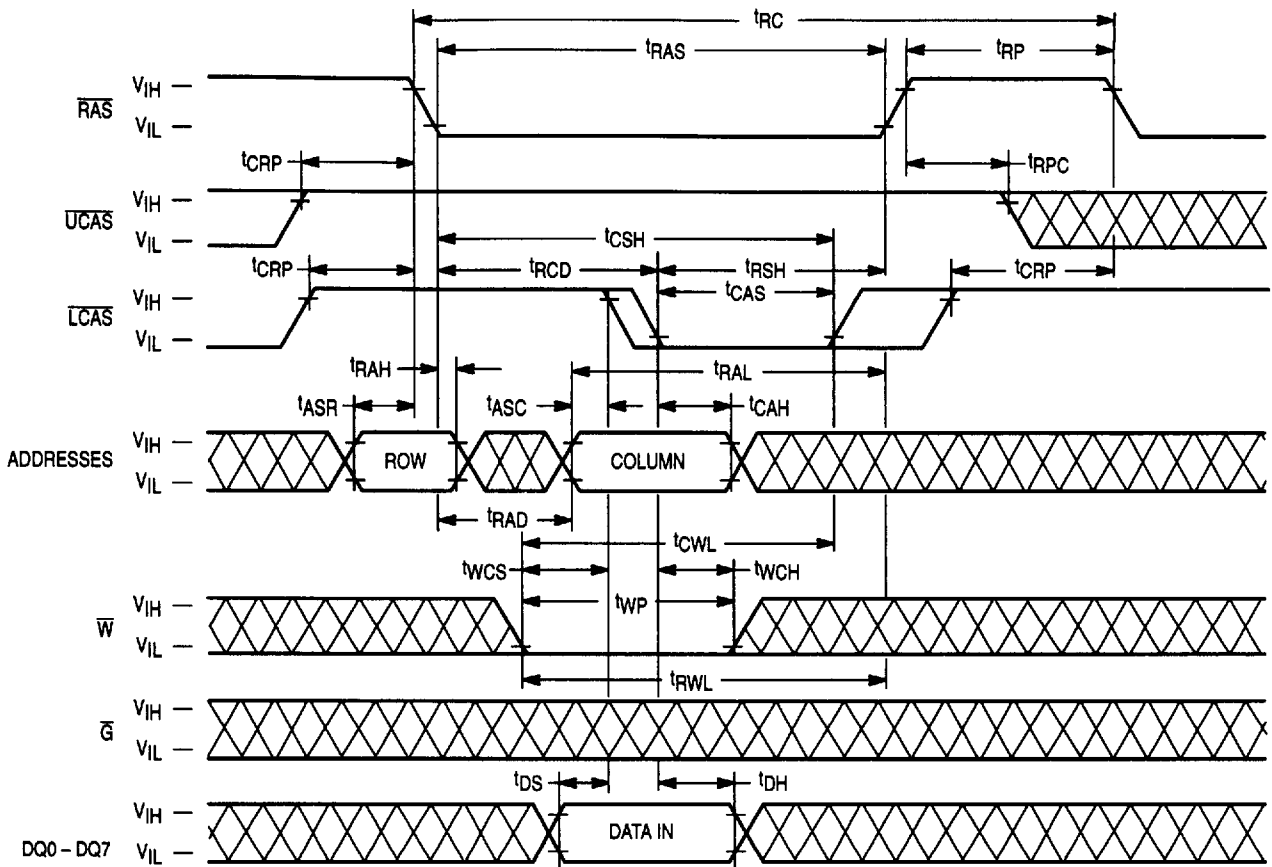 tRC
tRAS
tRP
VIH
RAS
VIL
tCRP
tRPC
VIH
UCAS
VIL
tCSH
tCRP
tRCD
tRSH
tCRP
VIH
tCAS
LCAS
VIL
tRAH
tRAL
tASR
tASC
tCAH
VIH
ADDRESSES
ROW
COLUMN
VIL
tRAD
tCWL
tWCS
tWCH
VIH
tWP
W
VIL
tRWL
VIH
G
VIL
tDS
tDH
VIH
DATA IN
DQ0 – DQ7
VIL